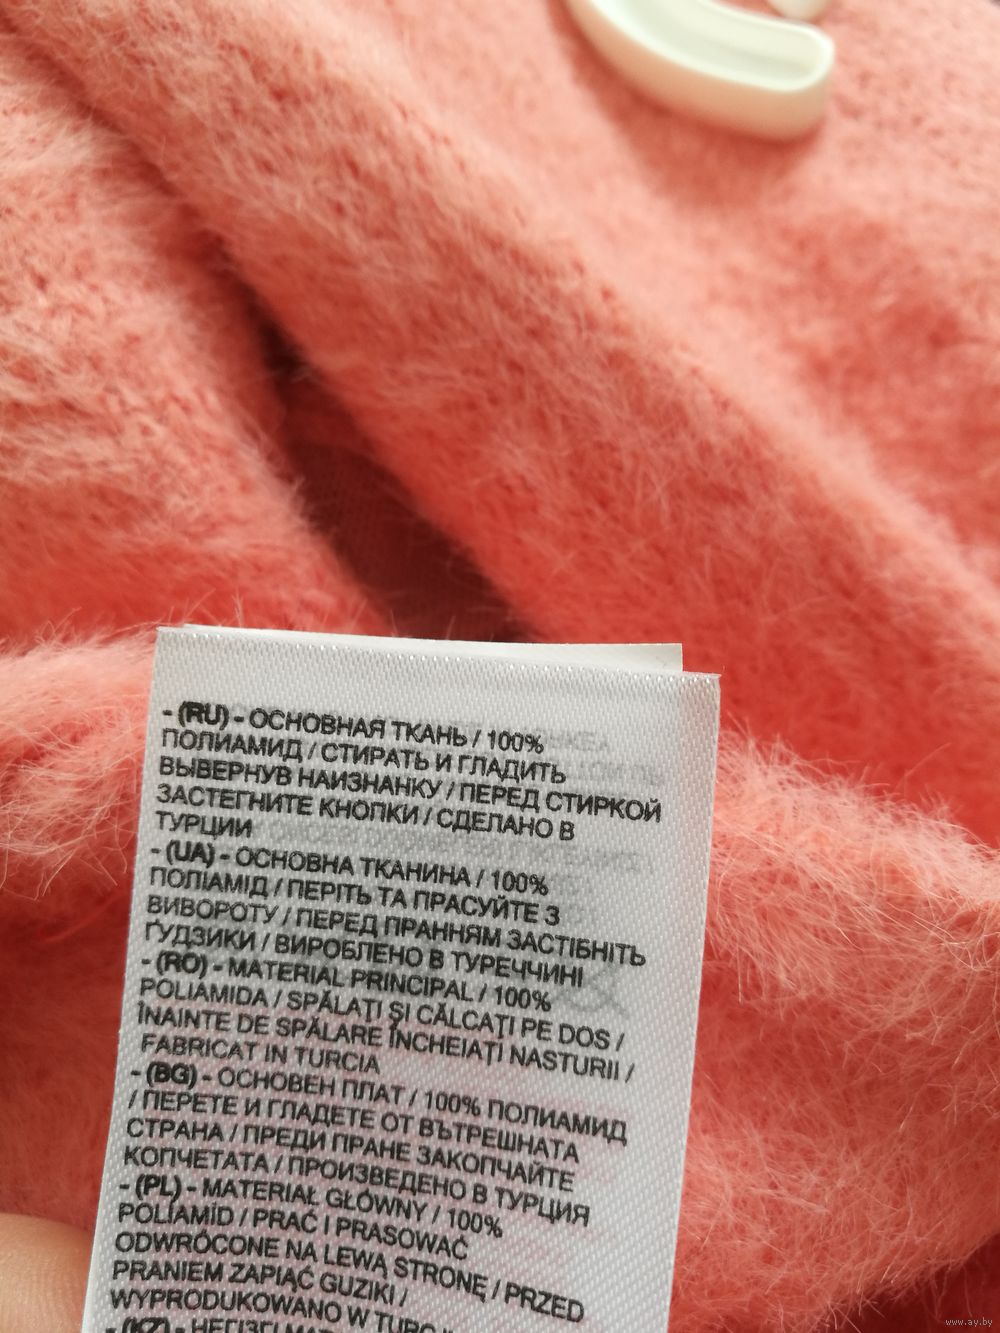 - (RU) - ОСНОВНАЯ ТКАНЬ / 100%
ПОЛИАМИД / СТИРАТЬ И ГЛАДИТЬ
ВЫВЕРНУВ НАИЗНАНКУ / ПЕРЕД СТИРКОЙ
ЗАСТЕГНИТЕ КНОПКИ / СДЕЛАНО В
ТУРЦИИ
- (UA) - ОСНОВНА ТКАНИНА / 100%
ПОЛІАМІД / ПЕРІТЬ ТА ПРАСУЙТЕ З
ВИВОРОТУ / ПЕРЕД ПРАННЯМ ЗАСТІБНІТЬ
ҐУДЗИКИ / ВИРОБЛЕНО В ТУРЕЧЧИНІ
- (RO) - MATERIAL PRINCIPAL / 100%
POLIAMIDA / SPĂLAȚI ȘI CĂLCAȚI PE DOS /
ÎNAINTE DE SPĂLARE ÎNCHEIAȚI NASTURII /
FABRICAT IN TURCIA
- (BG) - ОСНОВЕН ПЛАТ / 100% ПОЛИАМИД
/ ПЕРЕТЕ И ГЛАДЕТЕ ОТ ВЪТРЕШНАТА
СТРАНА / ПРЕДИ ПРАНЕ ЗАКОПЧАЙТЕ
КОПЧЕТАТА / ПРОИЗВЕДЕНО В ТУРЦИЯ
- (PL) - MATERIAŁ GŁÓWNY / 100%
POLIAMID / PRAĆ I PRASOWAĆ
ODWRÓCONE NA LEWĄ STRONĘ / PRZED
PRANIEM ZAPIĄĆ GUZIKI /
WYPRODUKOWANO W
- (KZ) -
www.ay.by